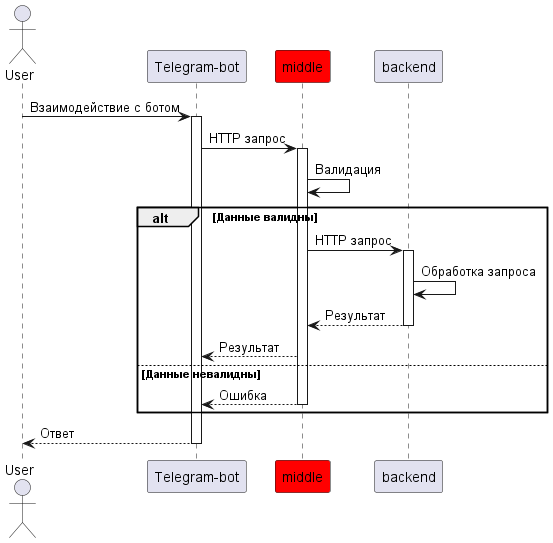 User
Telegram-bot
middle
backend
Взаимодействие с ботом
HTTP запрос
Валидация
alt
[Данные валидны]
HTTP запрос
Обработка запроса
Результат
Результат
[Данные невалидны]
Ошибка
Ответ
User
Telegram-bot
middle
backend